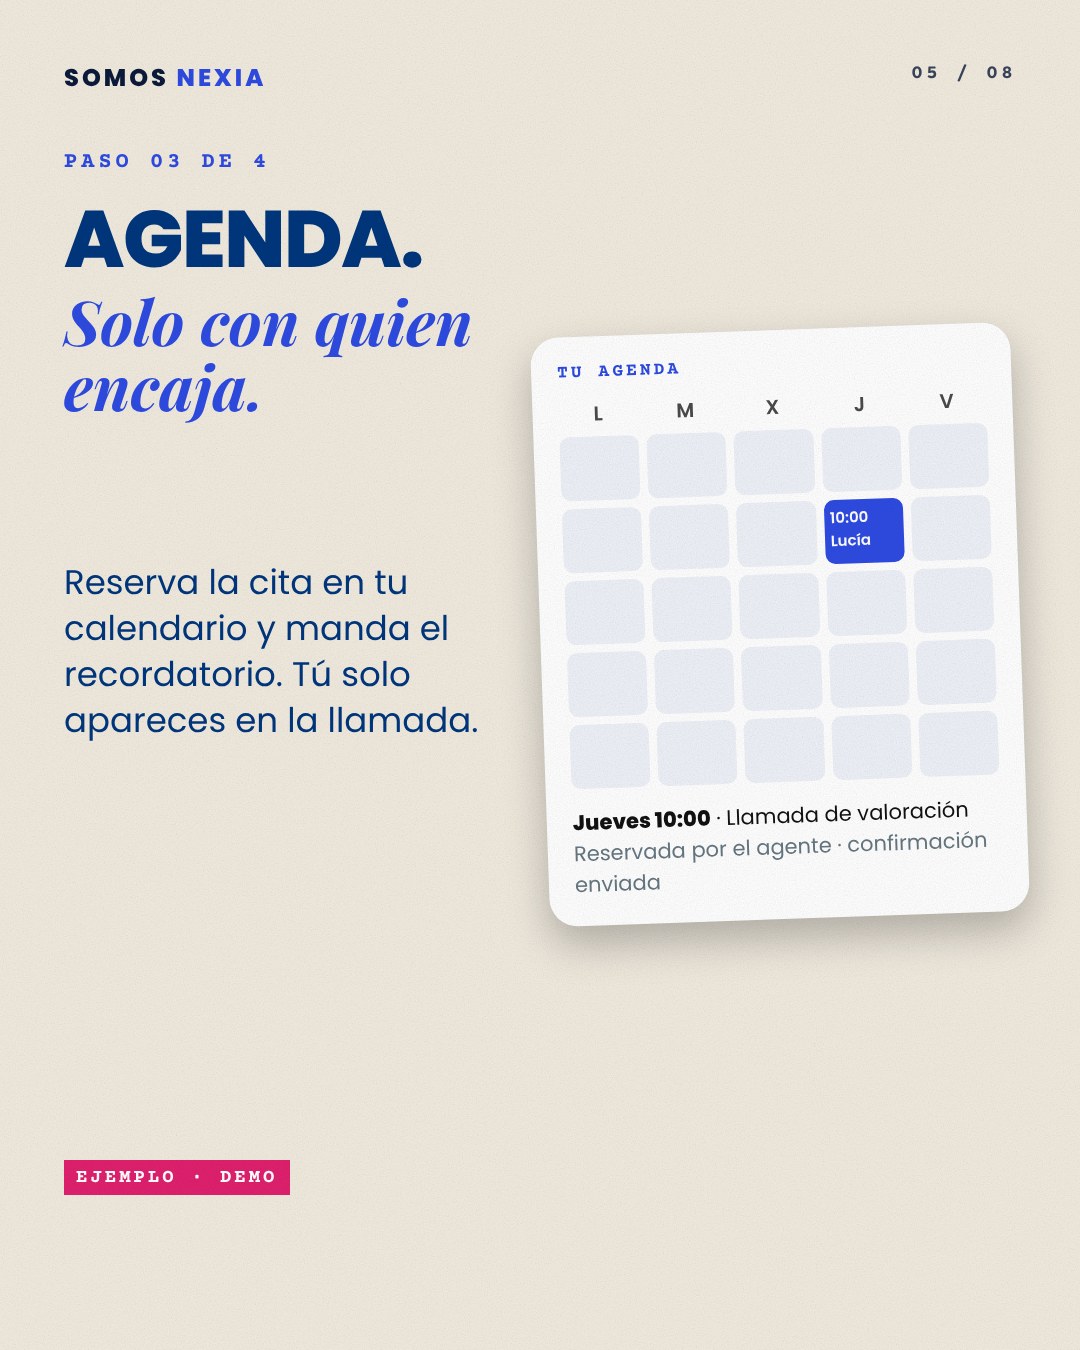 SOMOS NEXIA
05 / 08
PASO 03 DE 4
AGENDA.
Solo con quien
encaja.
Reserva la cita en tu
calendario y manda el
recordatorio. Tú solo
apareces en la llamada.
TU AGENDA
L M X J V
10:00
Lucía
Jueves 10:00 · Llamada de valoración
Reservada por el agente · confirmación
enviada
EJEMPLO · DEMO